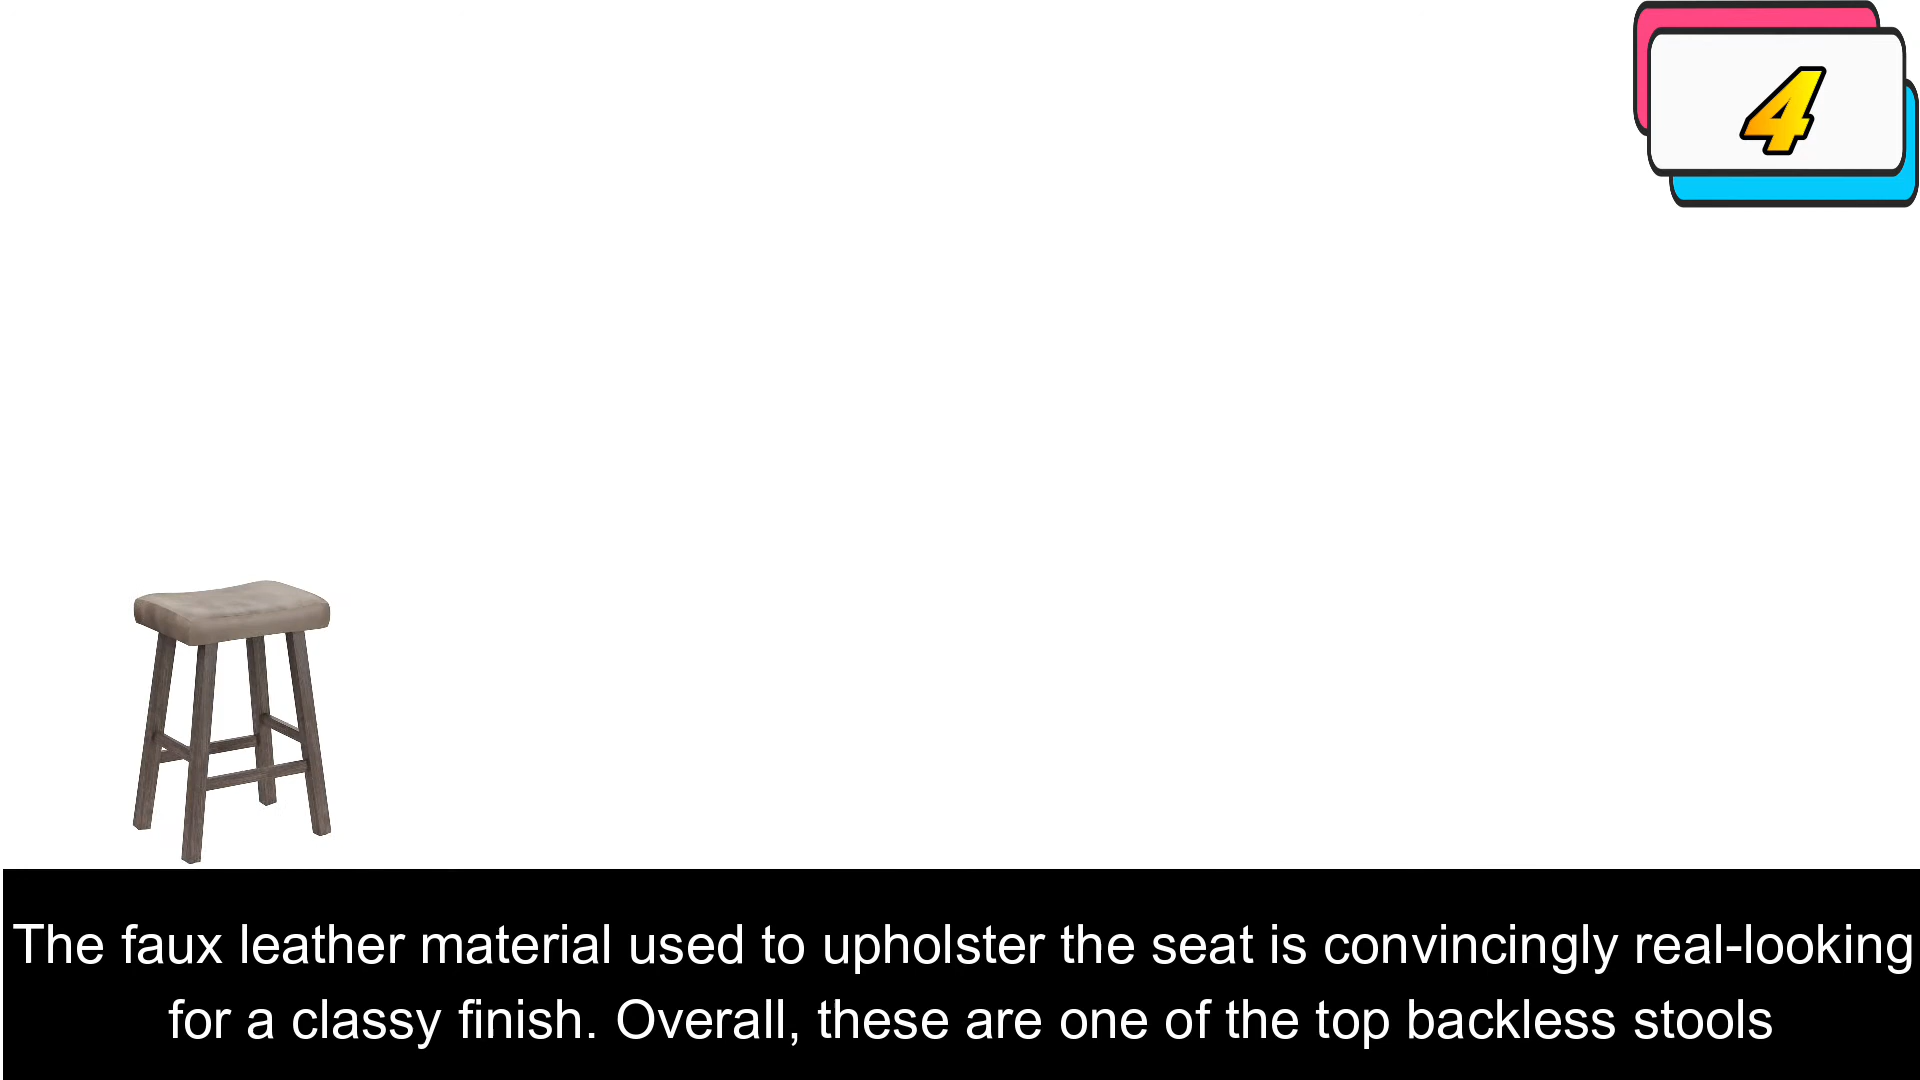 4
The faux leather material used to upholster the seat is convincingly real-looking
for a classy finish. Overall, these are one of the top backless stools